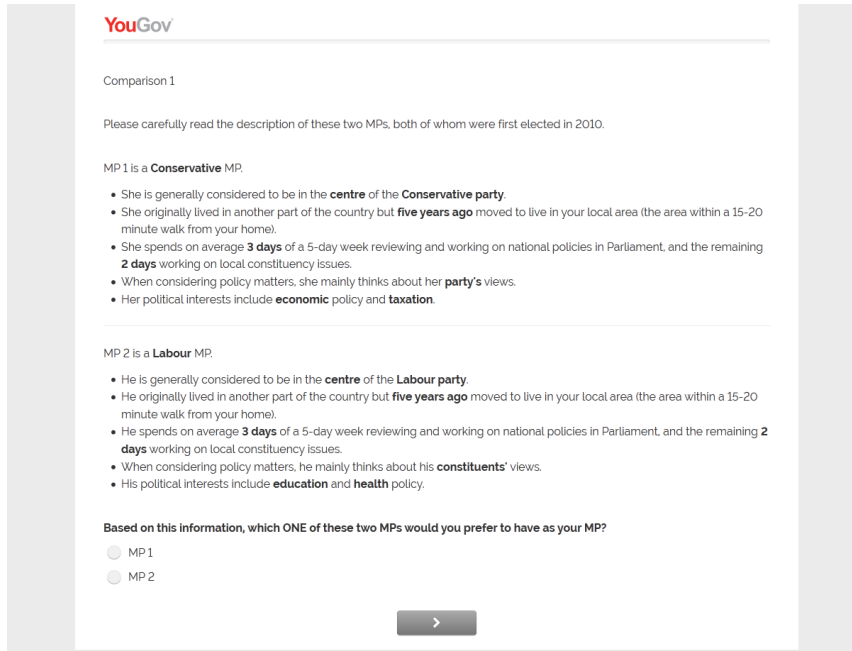 YouGov
Comparison 1
Please carefully read the description of these two MPs, both of whom were first elected in 2010.
MP 1 is a Conservative MP.
• She is generally considered to be in the centre of the Conservative party.
• She originally lived in another part of the country but five years ago moved to live in your local area (the area within a 15-20
minute walk from your home).
• She spends on average 3 days of a 5-day week reviewing and working on national policies in Parliament, and the remaining
2 days working on local constituency issues.
• When considering policy matters, she mainly thinks about her party's views.
• Her political interests include economic policy and taxation.
MP 2 is a Labour MP.
• He is generally considered to be in the centre of the Labour party.
• He originally lived in another part of the country but five years ago moved to live in your local area (the area within a 15-20
minute walk from your home).
• He spends on average 3 days of a 5-day week reviewing and working on national policies in Parliament, and the remaining 2
days working on local constituency issues.
• When considering policy matters, he mainly thinks about his constituents' views.
• His political interests include education and health policy.
Based on this information, which ONE of these two MPs would you prefer to have as your MP?
MP 1
MP 2